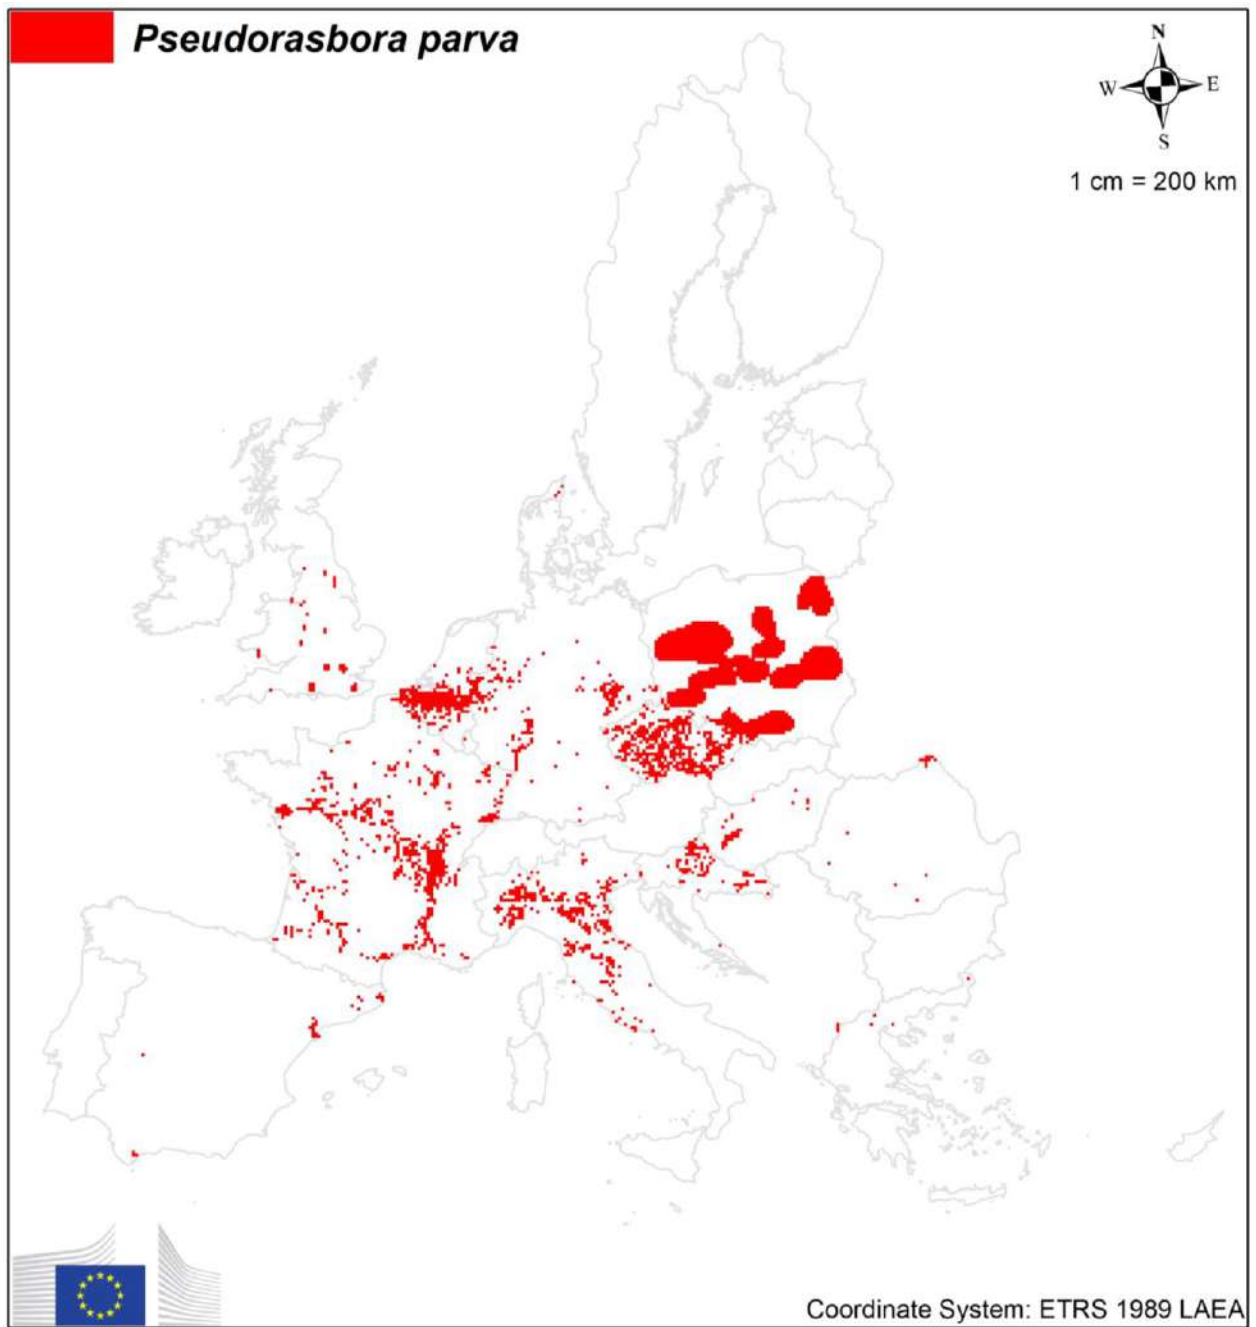 Pseudorasbora parva
N
W E
S
1 cm = 200 km
Coordinate System: ETRS 1989 LAEA